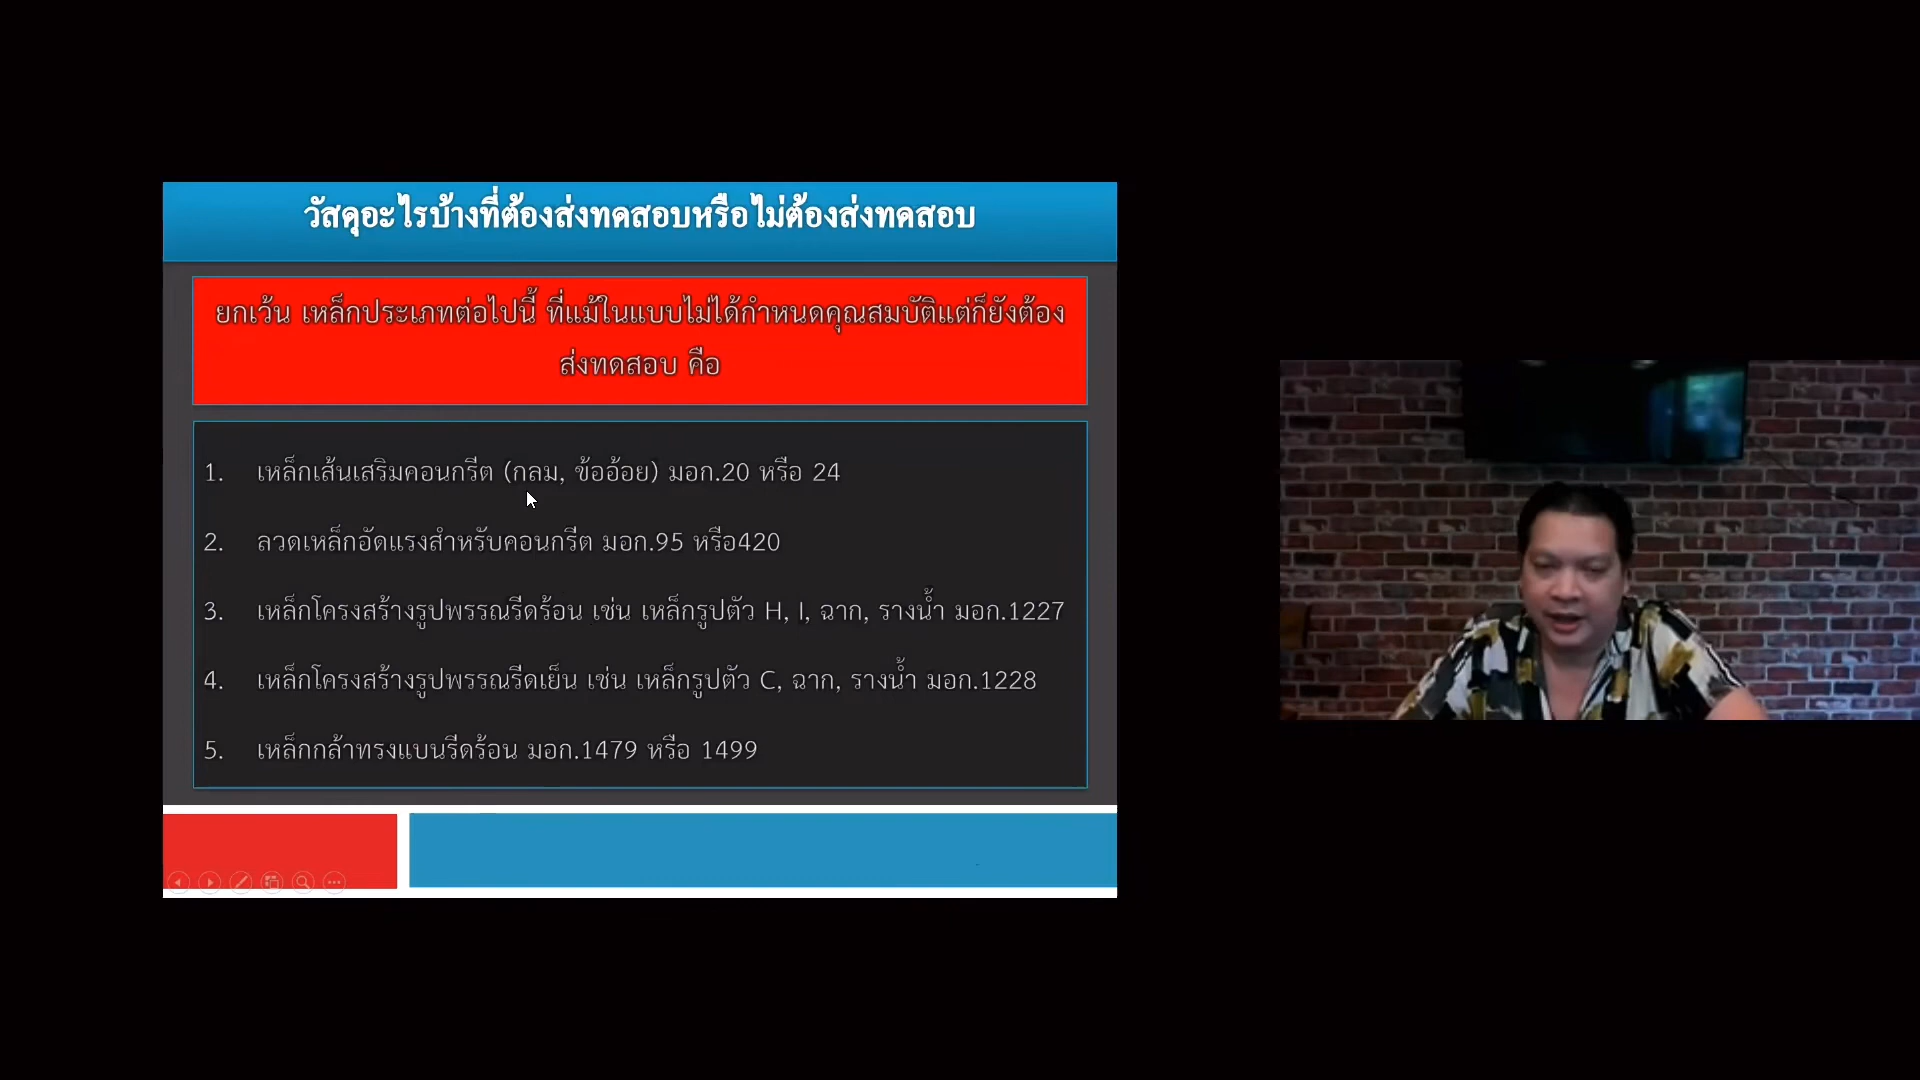 วัสดุอะไรบ้างที่ต้องส่งทดสอบหรือไม่ต้องส่งทดสอบ
ยกเว้น เหล็กประเภทต่อไปนี้ ที่แม้ในแบบไม่ได้กำหนดคุณสมบัติแต่ก็ยังต้อง
ส่งทดสอบ คือ
1. เหล็กเส้นเสริมคอนกรีต (กลม, ข้ออ้อย) มอก.20 หรือ 24
2. ลวดเหล็กอัดแรงสำหรับคอนกรีต มอก.95 หรือ420
3. เหล็กโครงสร้างรูปพรรณรีดร้อน เช่น เหล็กรูปตัว H, I, ฉาก, รางน้ำ มอก.1227
4. เหล็กโครงสร้างรูปพรรณรีดเย็น เช่น เหล็กรูปตัว C, ฉาก, รางน้ำ มอก.1228
5. เหล็กกล้าทรงแบนรีดร้อน มอก.1479 หรือ 1499